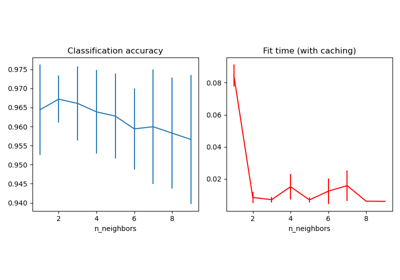 Classification accuracy
0.975
0.970
0.965
0.960
0.955
0.950
0.945
0.940
2 4 6 8
n_neighbors
Fit time (with caching)
0.08
0.06
0.04
0.02
2 4 6 8
n_neighbors